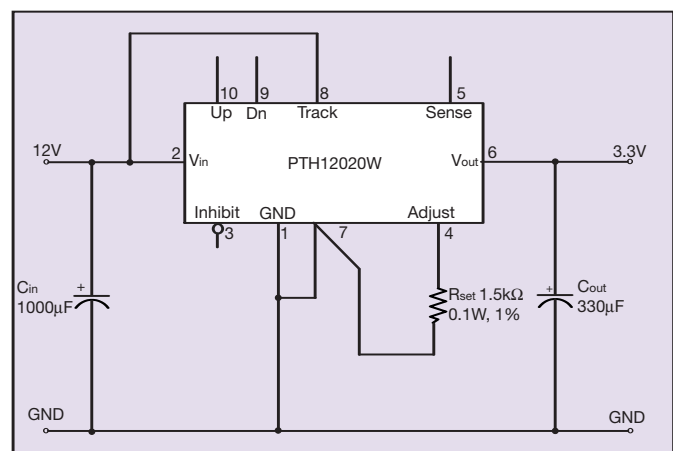 10 9 8 5
Up Dn Track Sense
12V 2 Vin PTH12020W Vout 6 3.3V
Inhibit GND Adjust
3 1 7 4
Cin + 1000µF
Rset 1.5kΩ
0.1W, 1%
+ Cout
330µF
GND GND